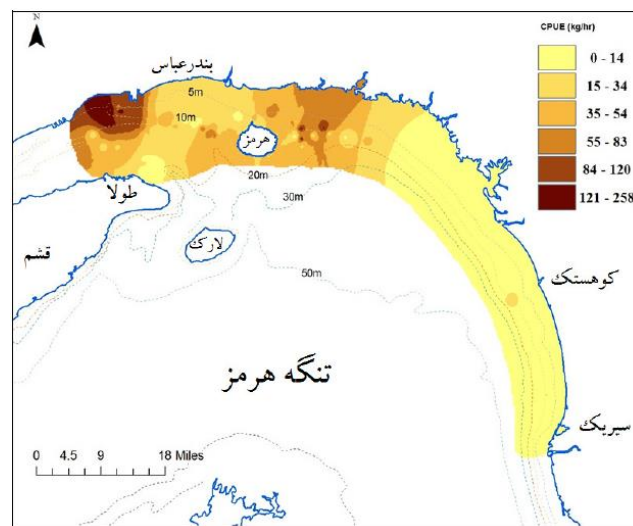 N
CPUE (kg/hr)
0 - 14
15 - 34
35 - 54
55 - 83
84 - 120
121 - 258
بندرعباس
5m
10m
هرمز
20m
طولا
30m
لارک
قشم
50m
کوهستک
تنگه هرمز
سیریک
0 4.5 9 18 Miles